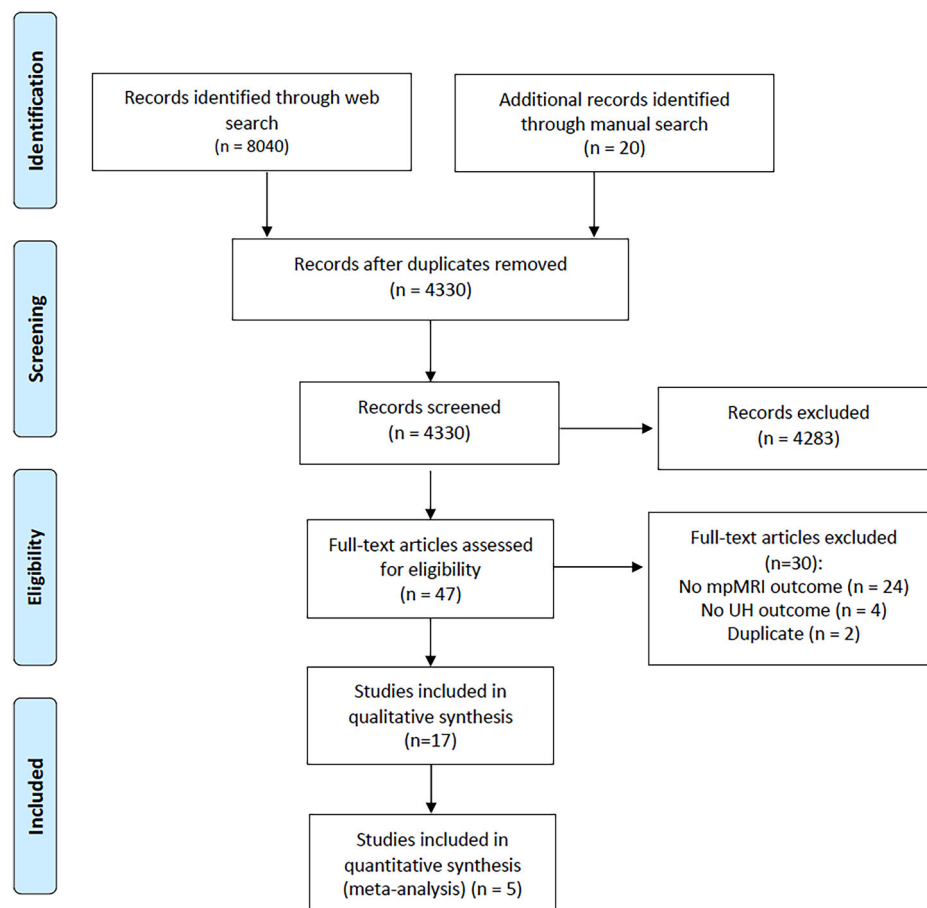 Identification
Records identified through web
search
(n = 8040)
Additional records identified
through manual search
(n = 20)
Screening
Records after duplicates removed
(n = 4330)
Records screened
(n = 4330)
Records excluded
(n = 4283)
Eligibility
Full-text articles assessed
for eligibility
(n = 47)
Full-text articles excluded
(n=30):
No mpMRI outcome (n = 24)
No UH outcome (n = 4)
Duplicate (n = 2)
Included
Studies included in
qualitative synthesis
(n=17)
Studies included in
quantitative synthesis
(meta-analysis) (n = 5)